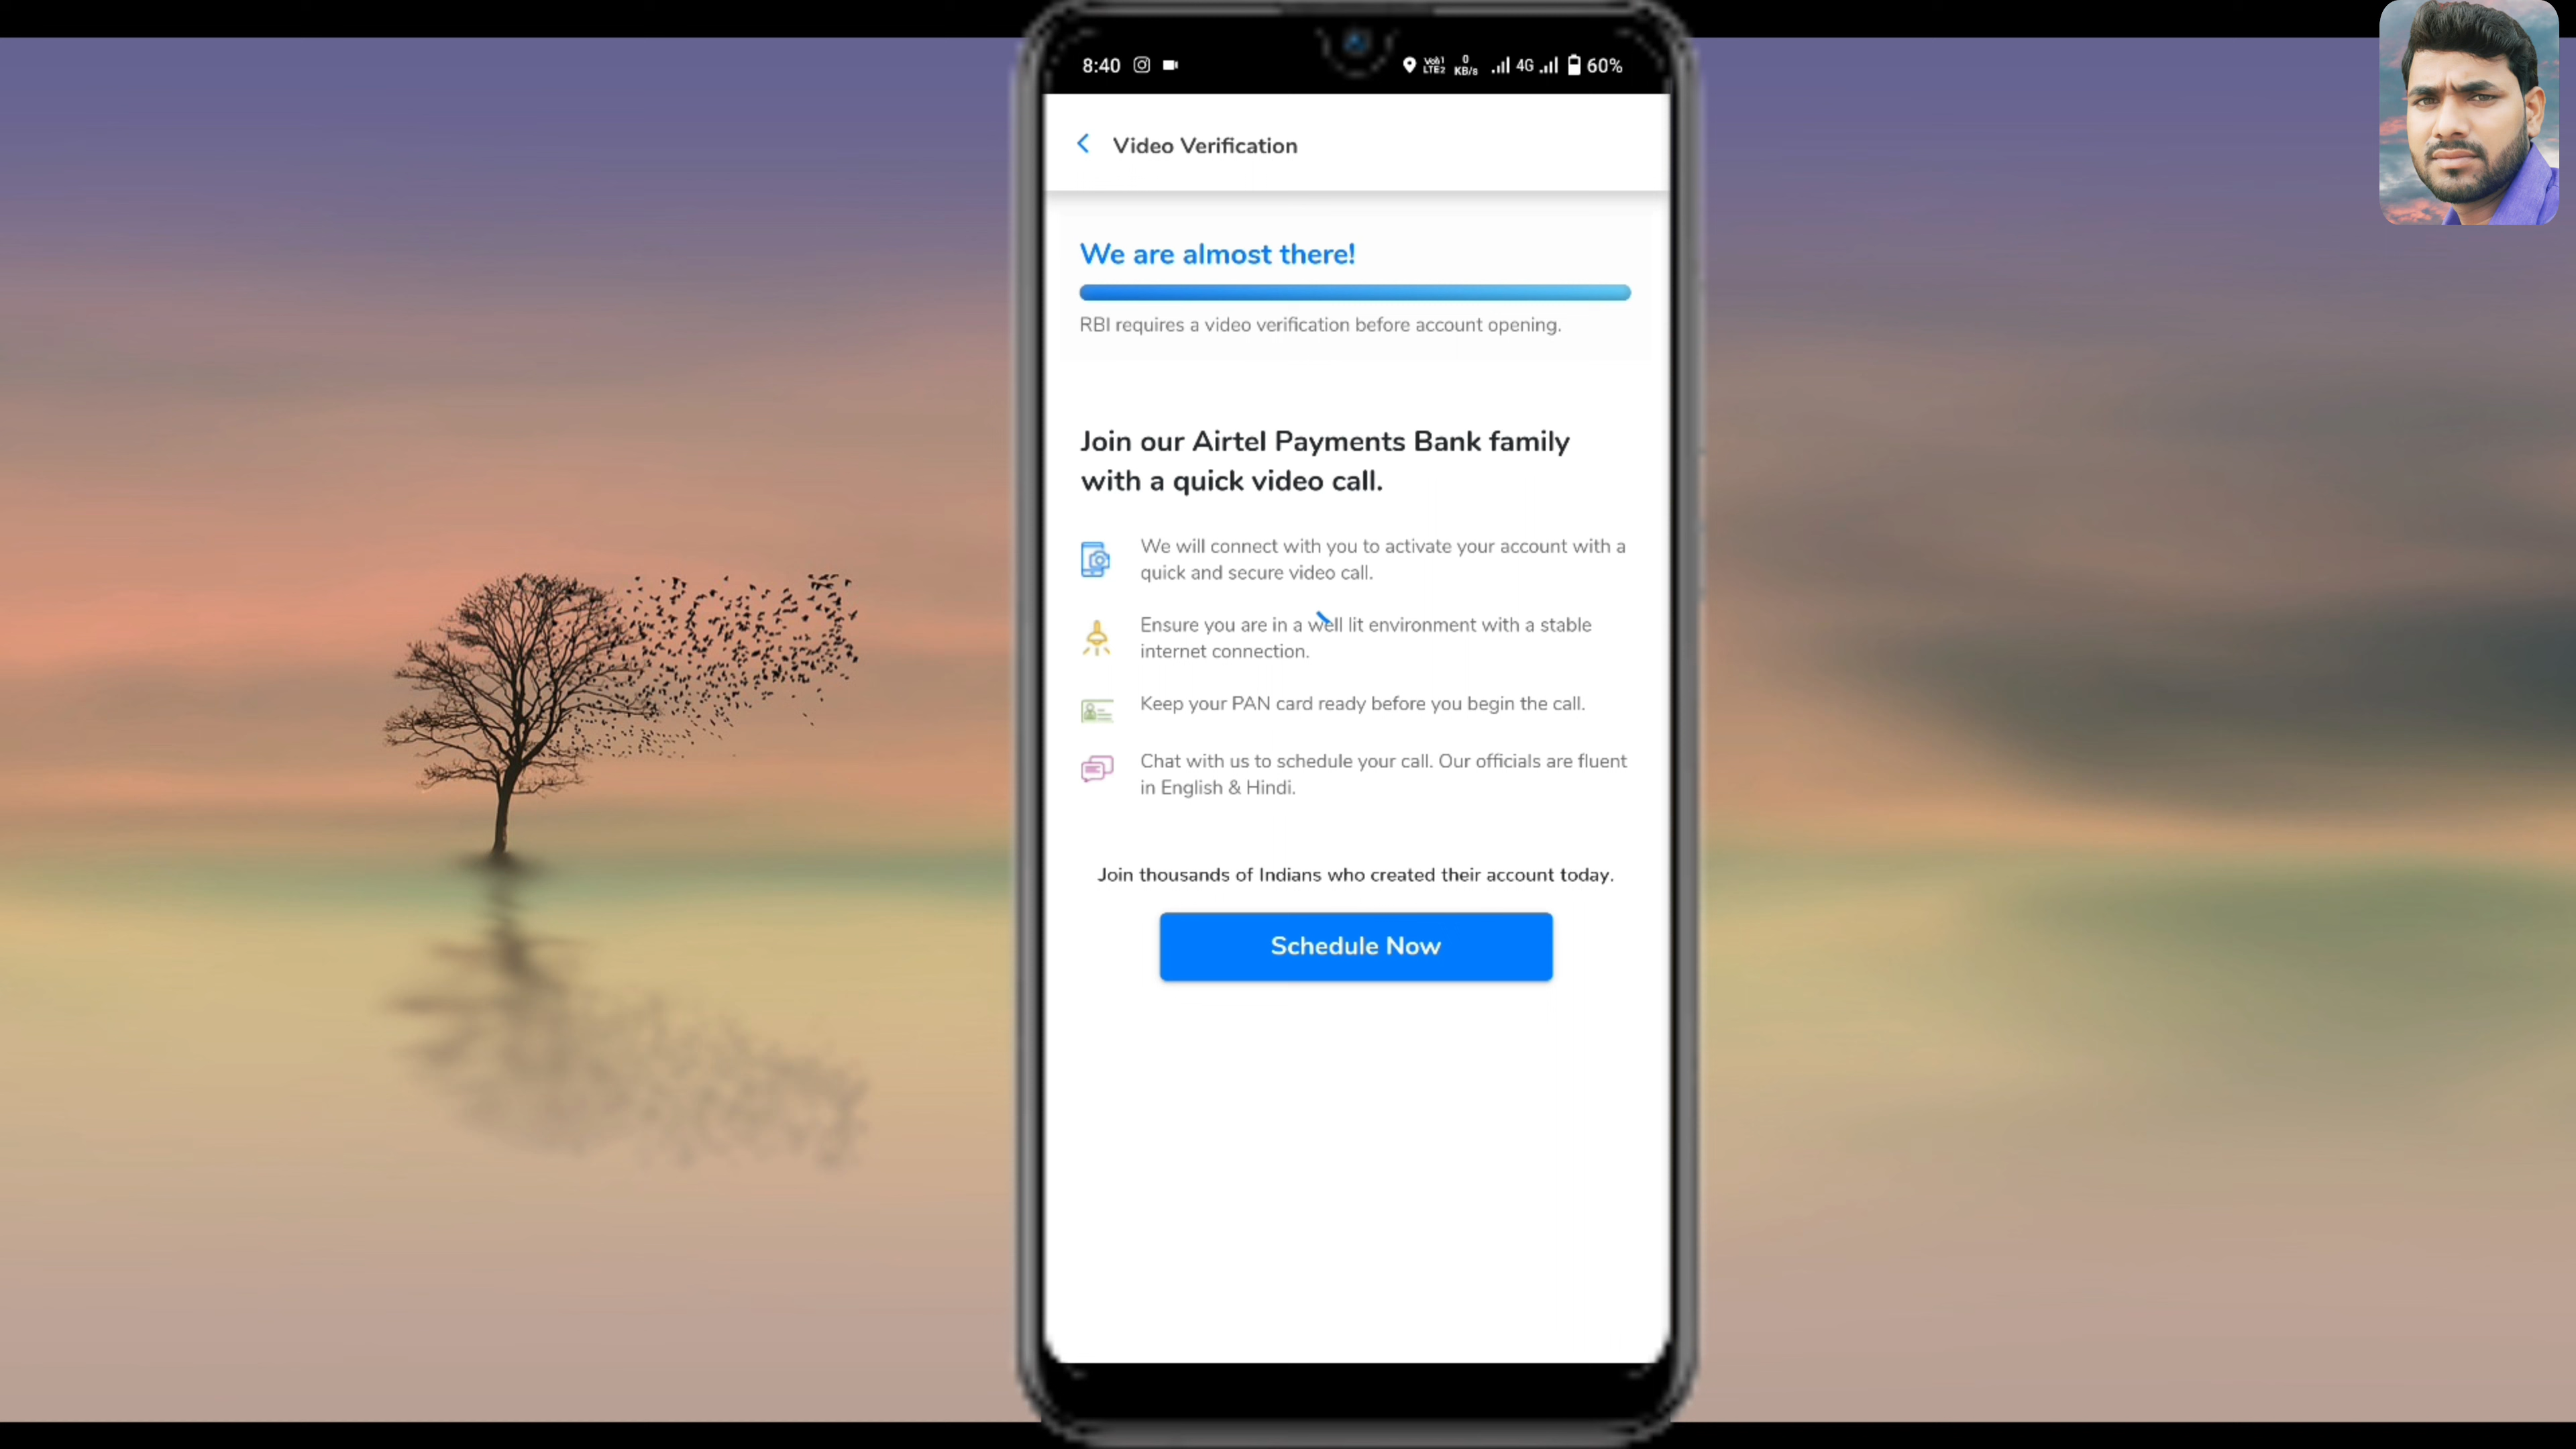 8:40
Vo1 LTE2 0 KB/s 4G 60%
Video Verification
We are almost there!
RBI requires a video verification before account opening.
Join our Airtel Payments Bank family
with a quick video call.
We will connect with you to activate your account with a
quick and secure video call.
Ensure you are in a well lit environment with a stable
internet connection.
Keep your PAN card ready before you begin the call.
Chat with us to schedule your call. Our officials are fluent
in English & Hindi.
Join thousands of Indians who created their account today.
Schedule Now